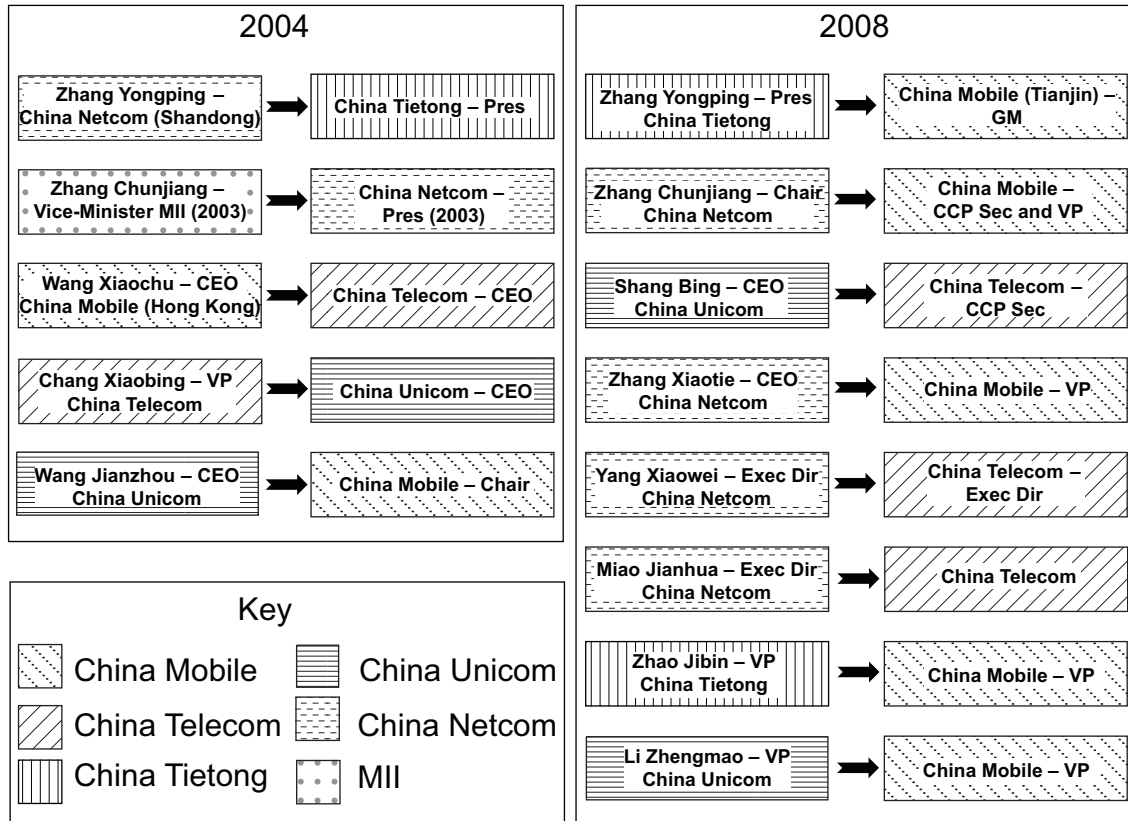 2004
Zhang Yongping –
China Netcom (Shandong)
China Tietong – Pres
Zhang Chunjiang –
Vice-Minister MII (2003)
China Netcom –
Pres (2003)
Wang Xiaochu – CEO
China Mobile (Hong Kong)
China Telecom – CEO
Chang Xiaobing – VP
China Telecom
China Unicom – CEO
Wang Jianzhou – CEO
China Unicom
China Mobile – Chair
Key
China Mobile
China Unicom
China Telecom
China Netcom
China Tietong
MII
2008
Zhang Yongping – Pres
China Tietong
China Mobile (Tianjin) –
GM
Zhang Chunjiang – Chair
China Netcom
China Mobile –
CCP Sec and VP
Shang Bing – CEO
China Unicom
China Telecom –
CCP Sec
Zhang Xiaotie – CEO
China Netcom
China Mobile – VP
Yang Xiaowei – Exec Dir
China Netcom
China Telecom –
Exec Dir
Miao Jianhua – Exec Dir
China Netcom
China Telecom
Zhao Jibin – VP
China Tietong
China Mobile – VP
Li Zhengmao – VP
China Unicom
China Mobile – VP